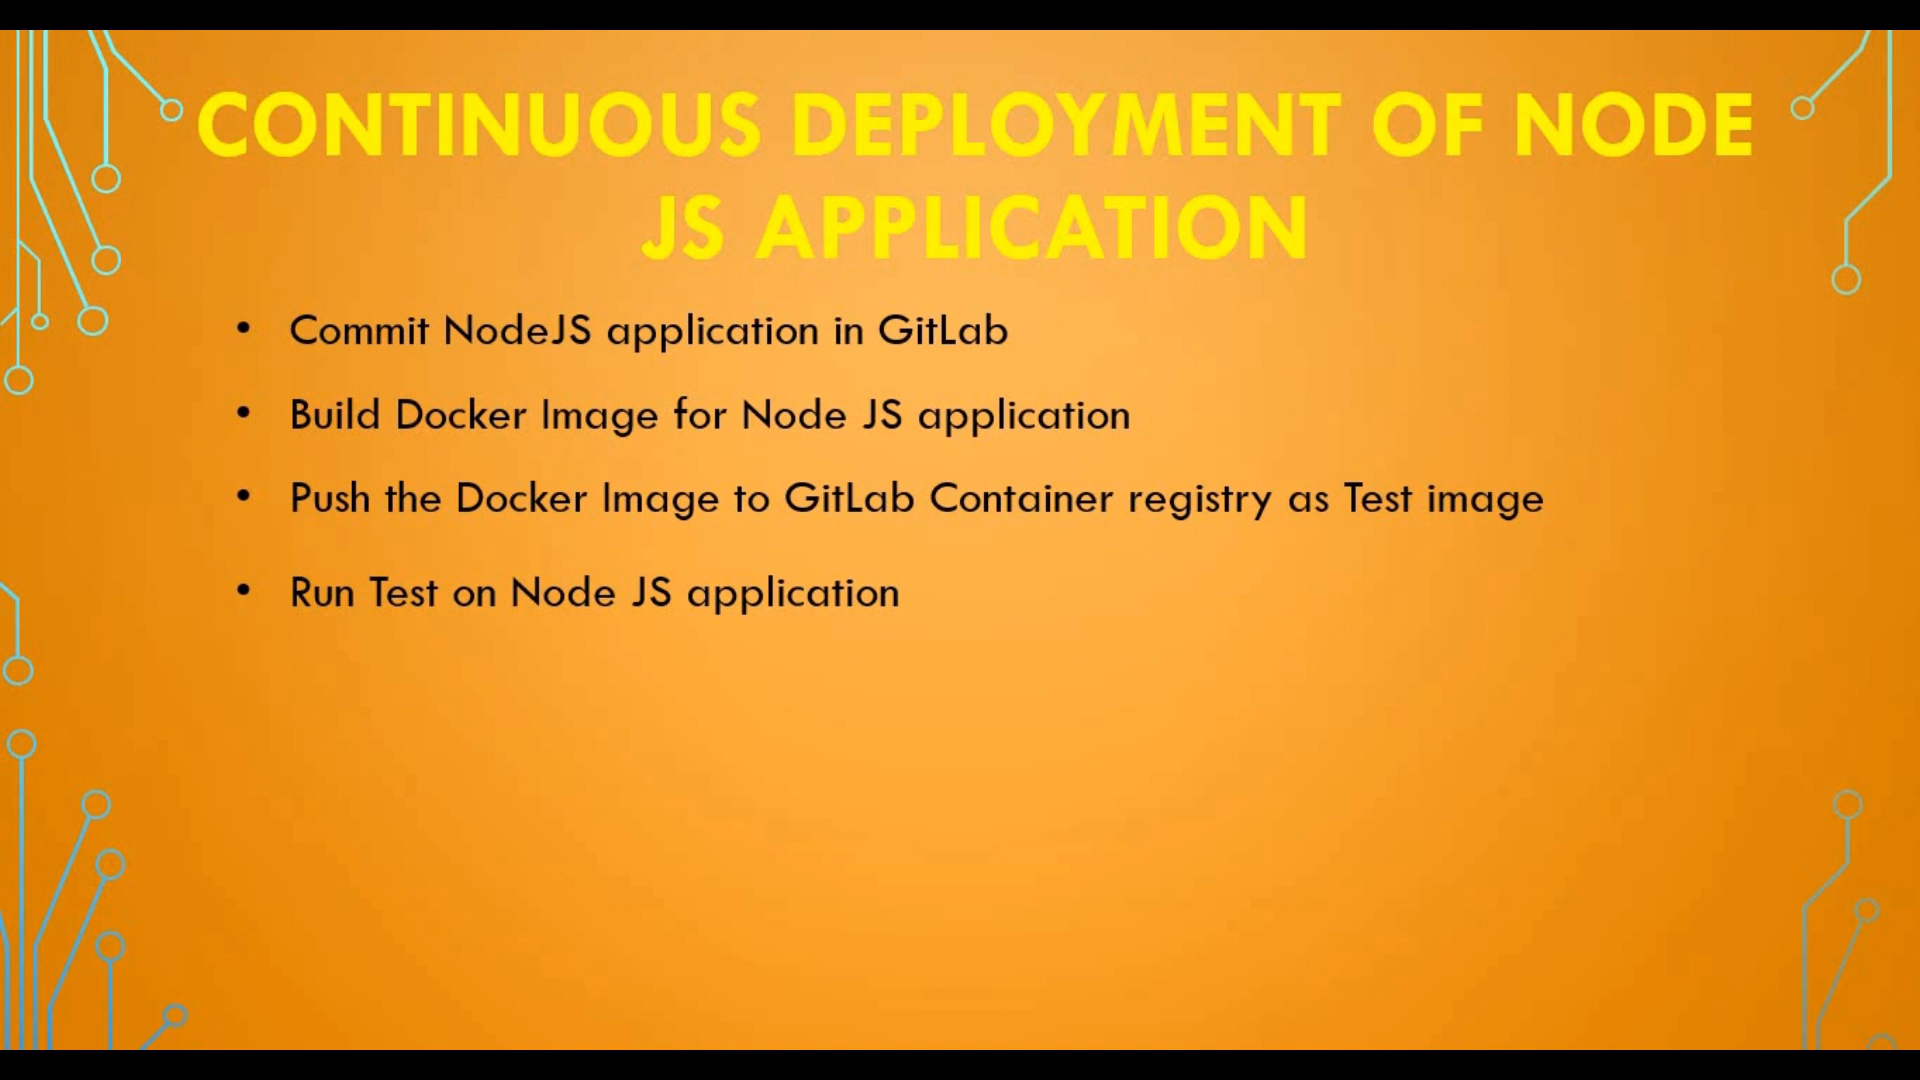 CONTINUOUS DEPLOYMENT OF NODE
JS APPLICATION
• Commit NodeJS application in GitLab
• Build Docker Image for Node JS application
• Push the Docker Image to GitLab Container registry as Test image
• Run Test on Node JS application